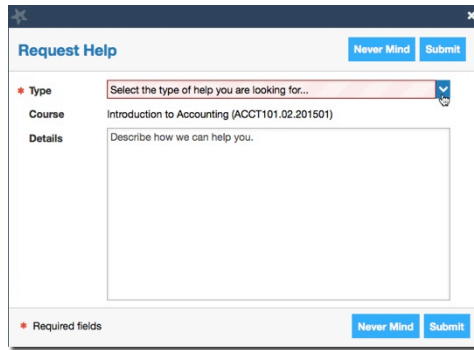 Request Help
Never Mind Submit
* Type Select the type of help you are looking for...
Course Introduction to Accounting (ACCT101.02.201501)
Details Describe how we can help you.
* Required fields
Never Mind Submit